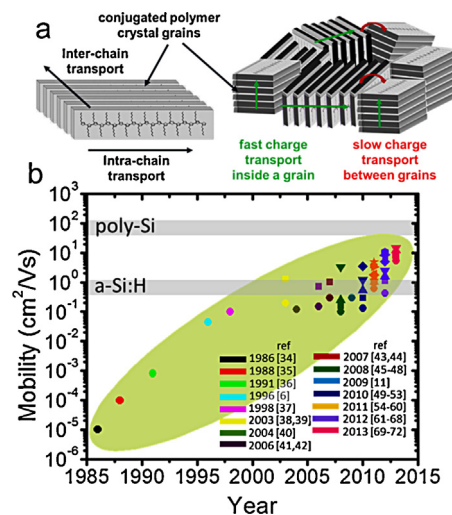 a
conjugated polymer
crystal grains
Inter-chain
transport
Intra-chain
transport
fast charge
transport
inside a grain
slow charge
transport
between grains
b
Mobility (cm²/Vs)
10³
10²
10¹
10⁰
10⁻¹
10⁻²
10⁻³
10⁻⁴
10⁻⁵
10⁻⁶
poly-Si
a-Si:H
ref
1986 [34]
1988 [35]
1991 [36]
1996 [6]
1998 [37]
2003 [38,39]
2004 [40]
2006 [41,42]
ref
2007 [43,44]
2008 [45-48]
2009 [11]
2010 [49-53]
2011 [54-60]
2012 [61-68]
2013 [69-72]
1985 1990 1995 2000 2005 2010 2015
Year